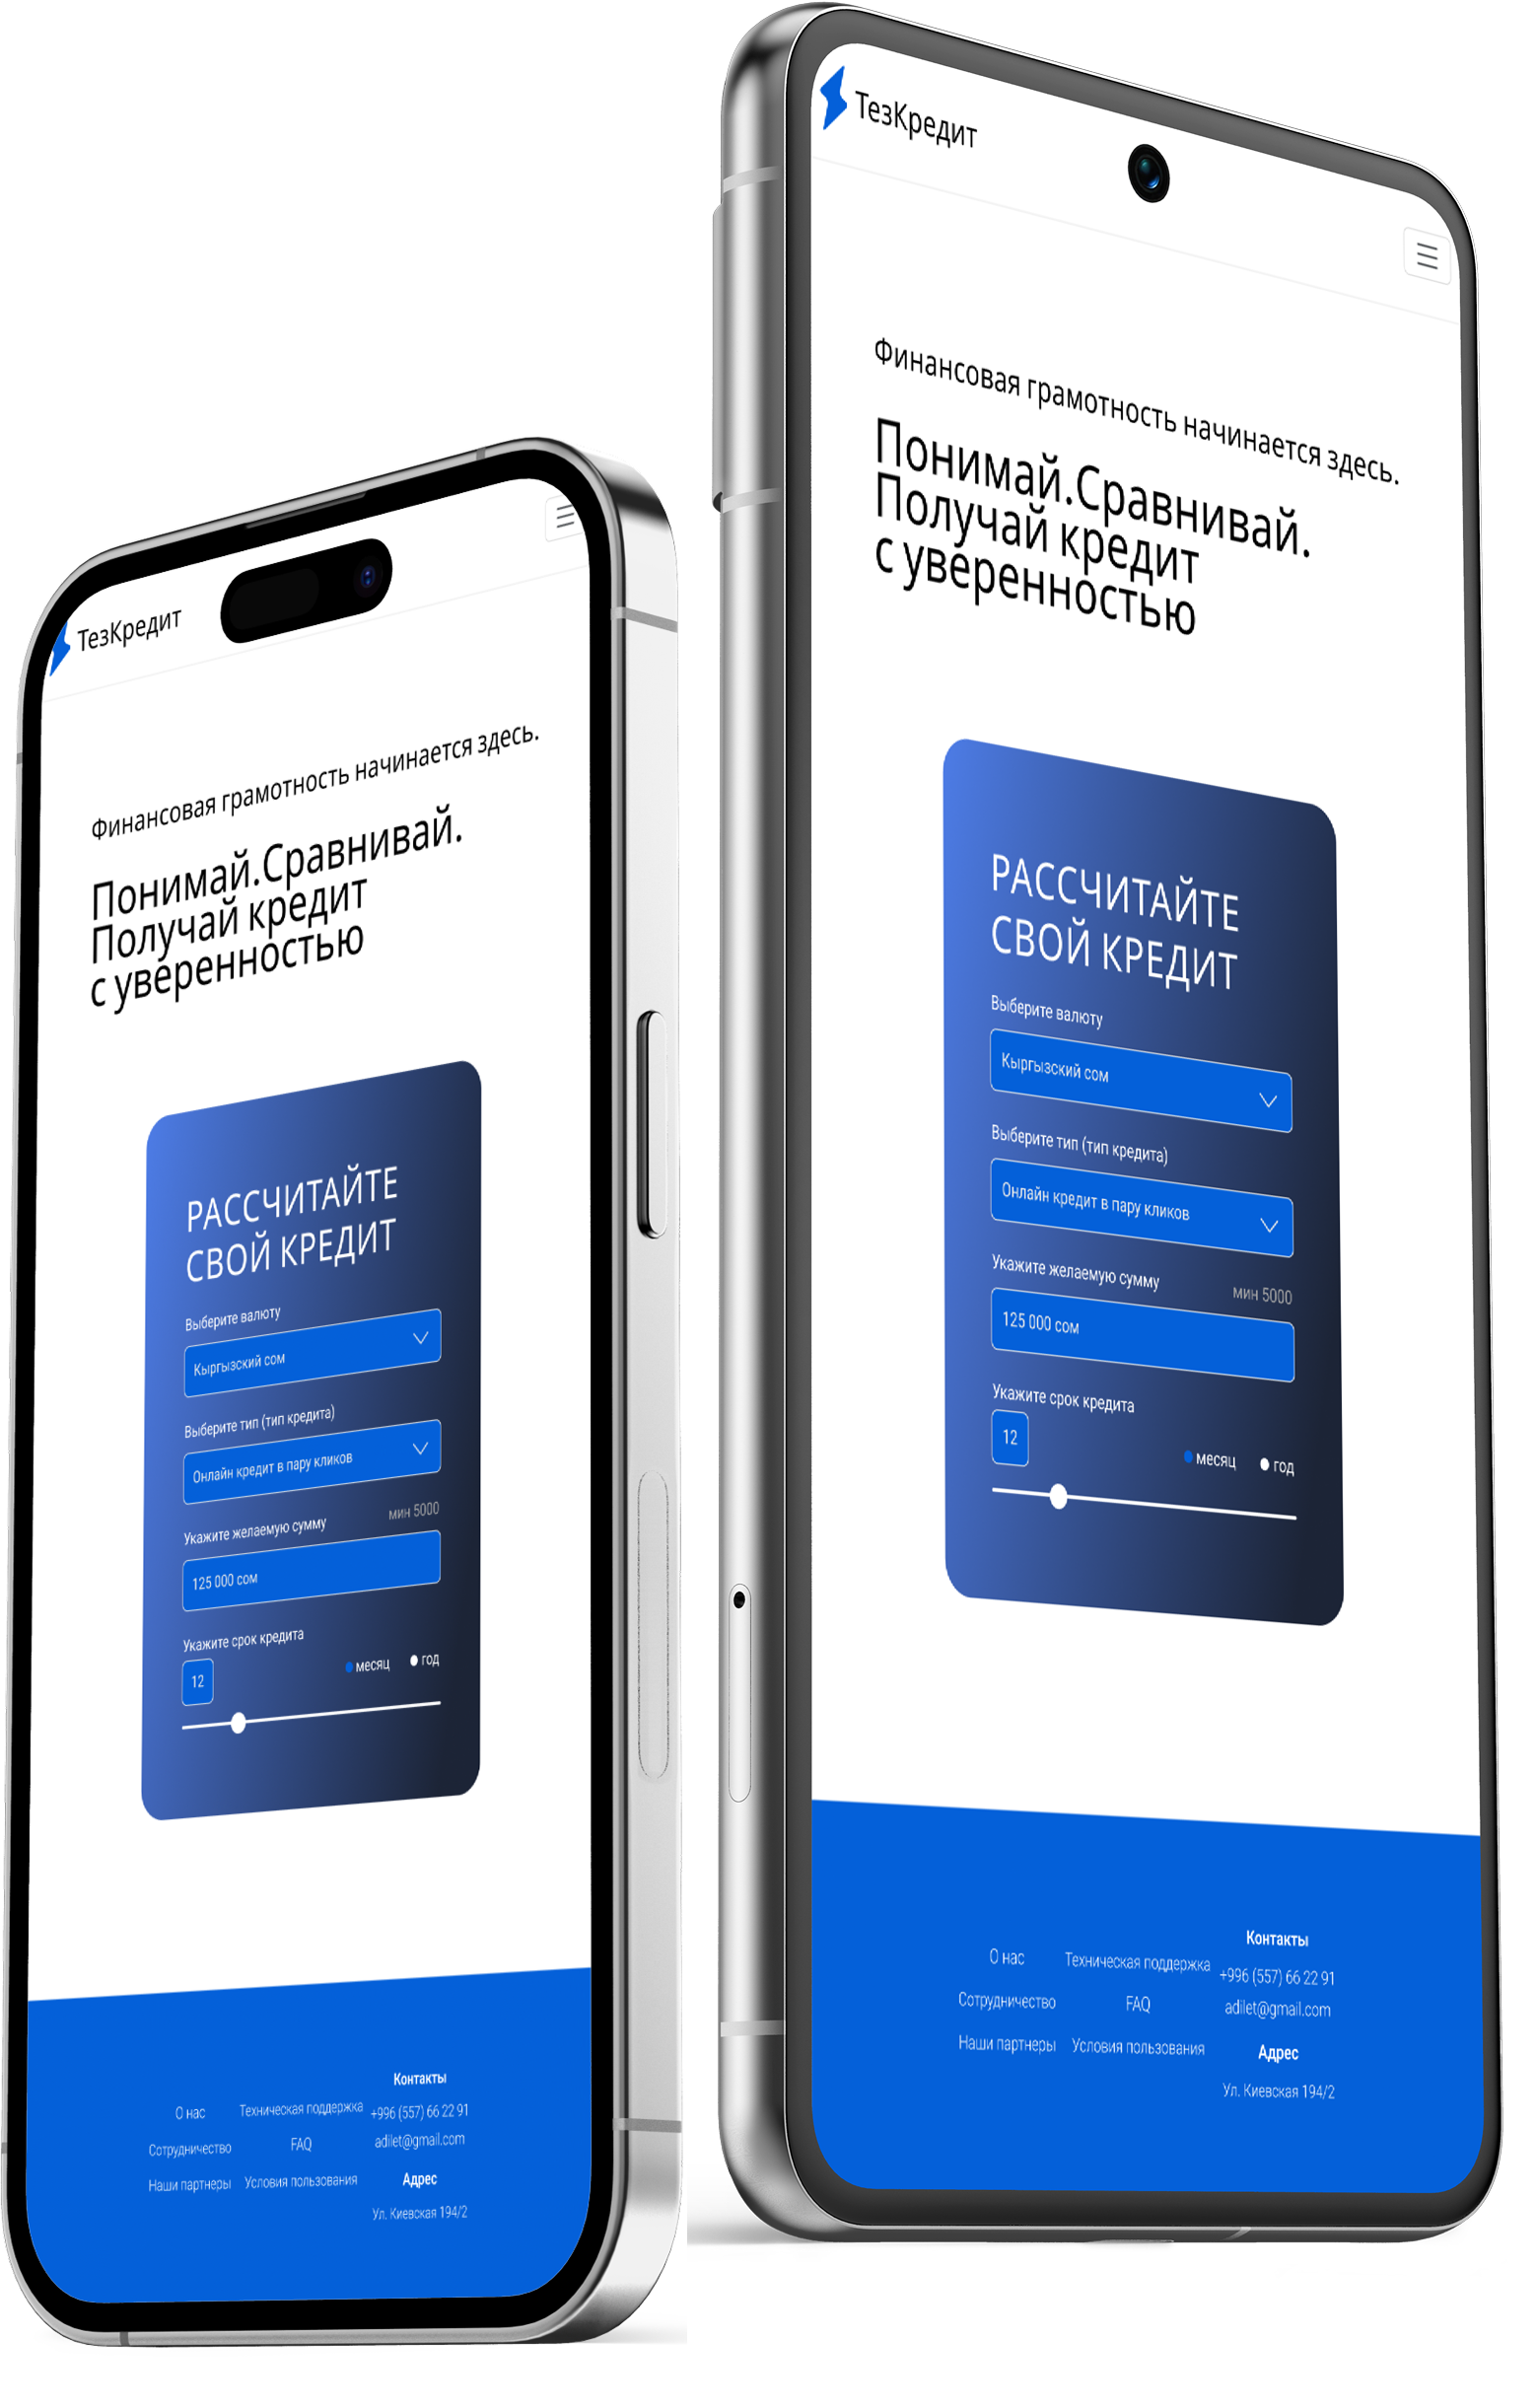 ТезКредит
Финансовая грамотность начинается здесь.
Понимай.Сравнивай.
Получай кредит
с уверенностью
РАССЧИТАЙТЕ
СВОЙ КРЕДИТ
Выберите валюту
Кыргызский сом
Выберите тип (тип кредита)
Онлайн кредит в пару кликов
Укажите желаемую сумму
мин 5000
125 000 сом
Укажите срок кредита
12
месяц
год
О нас
Сотрудничество
Наши партнеры
Техническая поддержка
FAQ
Условия пользования
Контакты
+996 (557) 66 22 91
adilet@gmail.com
Адрес
Ул. Киевская 194/2
ТезКредит
Финансовая грамотность начинается здесь.
Понимай.Сравнивай.
Получай кредит
с уверенностью
РАССЧИТАЙТЕ
СВОЙ КРЕДИТ
Выберите валюту
Кыргызский сом
Выберите тип (тип кредита)
Онлайн кредит в пару кликов
Укажите желаемую сумму
мин 5000
125 000 сом
Укажите срок кредита
12
месяц
год
О нас
Сотрудничество
Наши партнеры
Техническая поддержка
FAQ
Условия пользования
Контакты
+996 (557) 66 22 91
adilet@gmail.com
Адрес
Ул. Киевская 194/2